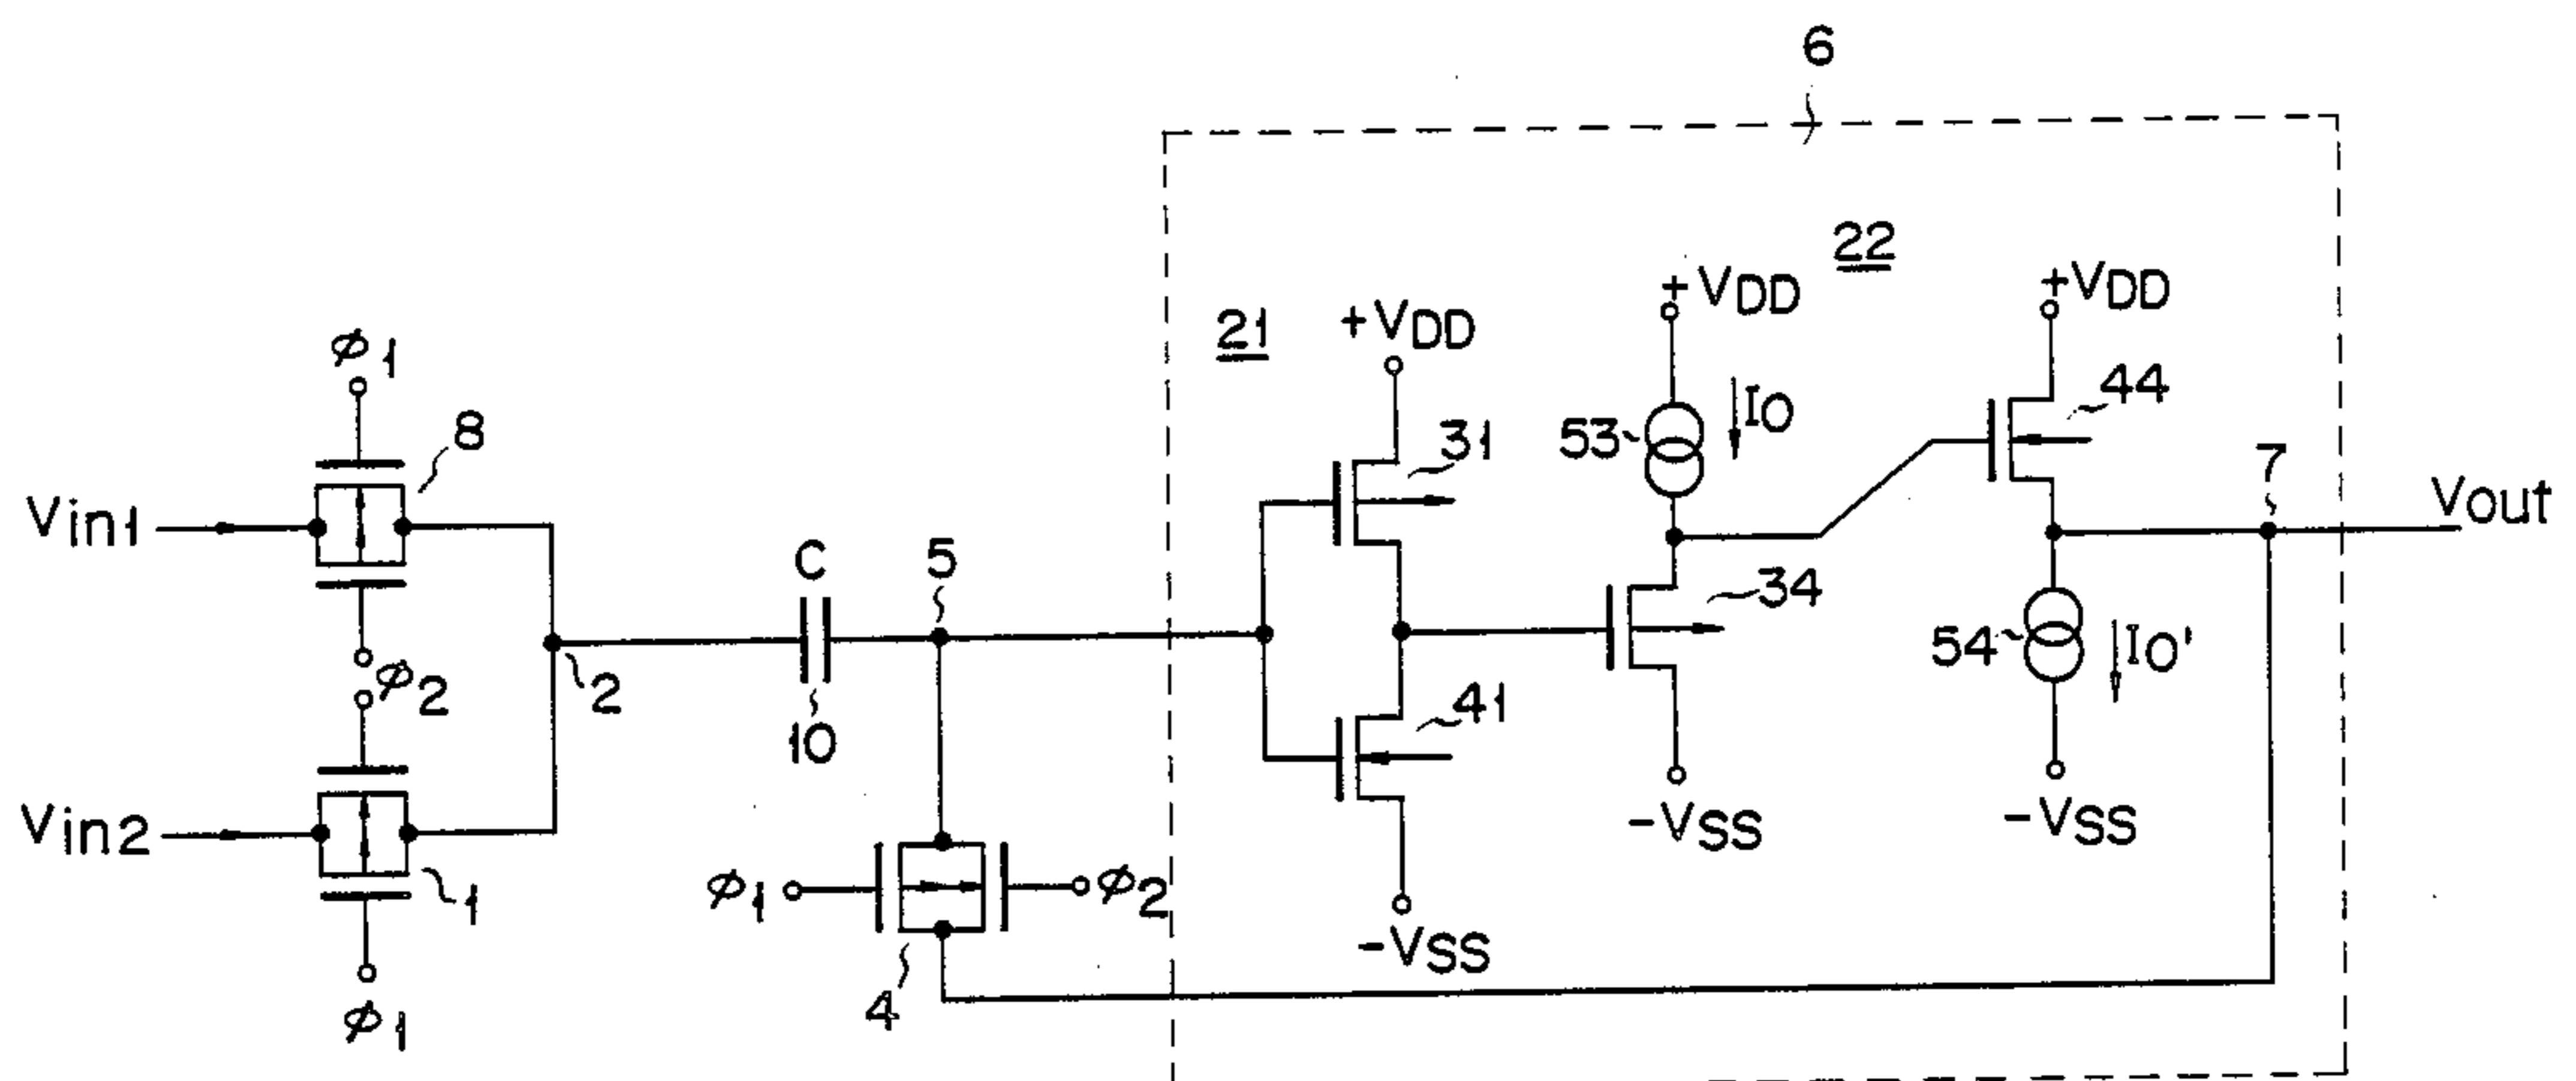 6
22
21
+VDD
+VDD
+VDD
φ1
8
Vin1
31
53
IO
44
7
Vout
C
5
34
54
IO'
φ2
2
10
41
Vin2
1
φ1
φ2
4
-VSS
-VSS
-VSS
φ1